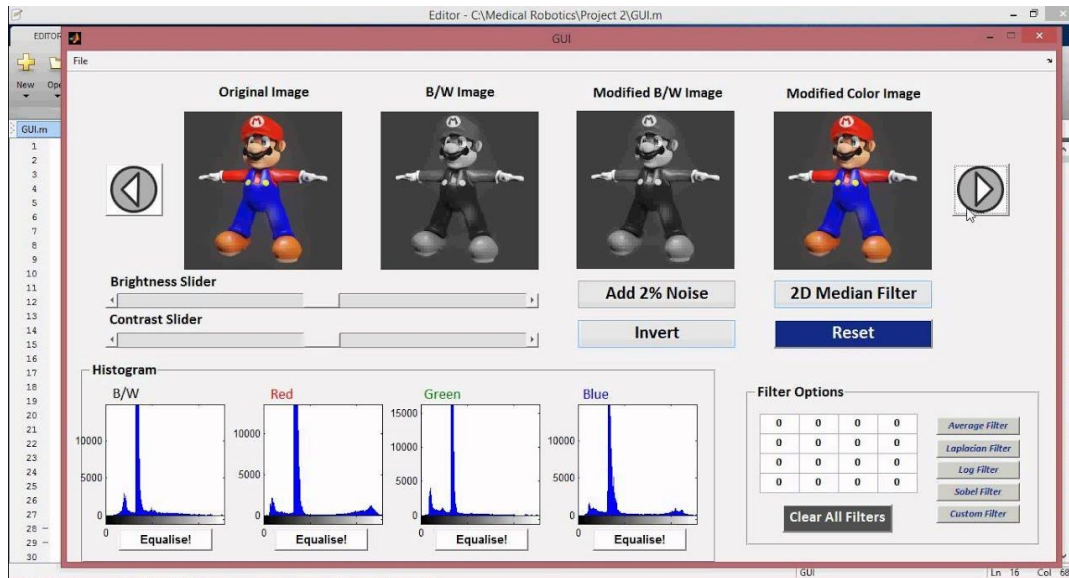 Editor - C:\Medical Robotics\Project 2\GUI.m
EDITOR
GUI
File
New
Ope
GUI.m
Original Image
B/W Image
Modified B/W Image
Modified Color Image
M
M
M
M
Brightness Slider
Contrast Slider
Add 2% Noise
2D Median Filter
Invert
Reset
Histogram
B/W
Red
Green
Blue
10000
5000
0
0
10000
5000
0
0
15000
10000
5000
0
0
10000
5000
0
0
Equalise!
Equalise!
Equalise!
Equalise!
Filter Options
0 0 0 0
0 0 0 0
0 0 0 0
0 0 0 0
Average Filter
Laplacian Filter
Log Filter
Sobel Filter
Custom Filter
Clear All Filters
1
2
3
4
5
6
7
8
9
10
11
12
13
14
15
16
17
18
19
20
21
22
23
24
25
26
27
28 -
29 -
30
GUI
Ln 16 Col 68